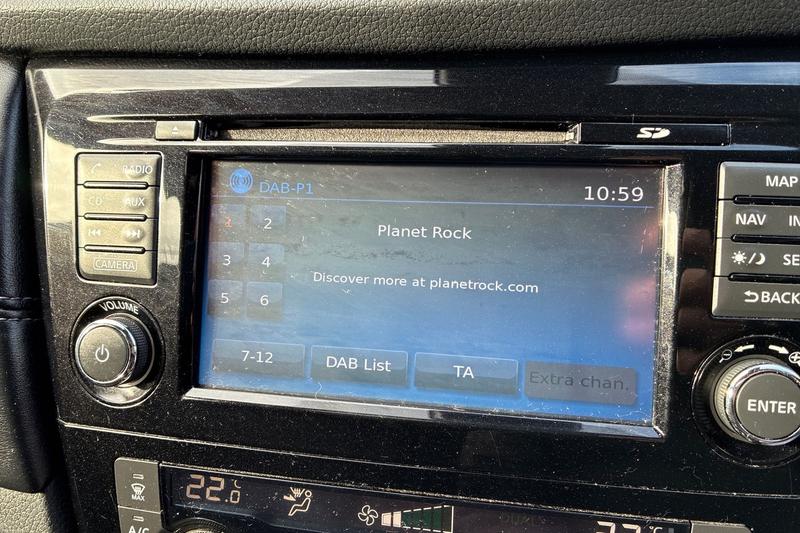 SD
RADIO
CD AUX
CAMERA
VOLUME
DAB-P1
10:59
1 2
3 4
5 6
Planet Rock
Discover more at planetrock.com
7-12
DAB List
TA
Extra chan.
MAP
NAV
BACK
ENTER
MAX
A/C
22.0